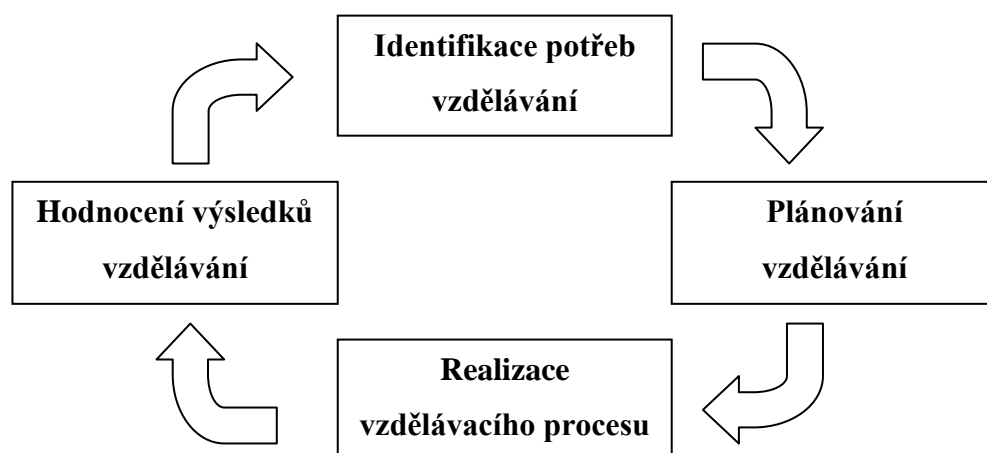 Identifikace potřeb
vzdělávání
Hodnocení výsledků
vzdělávání
Plánování
vzdělávání
Realizace
vzdělávacího procesu